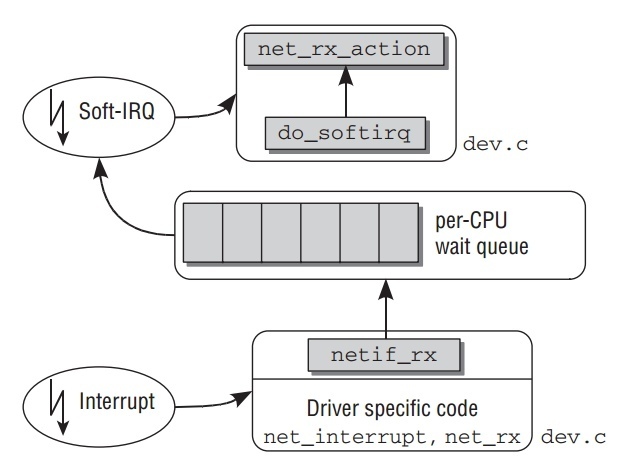 net_rx_action
Soft-IRQ
do_softirq
dev.c
per-CPU
wait queue
netif_rx
Interrupt
Driver specific code
net_interrupt, net_rx
dev.c